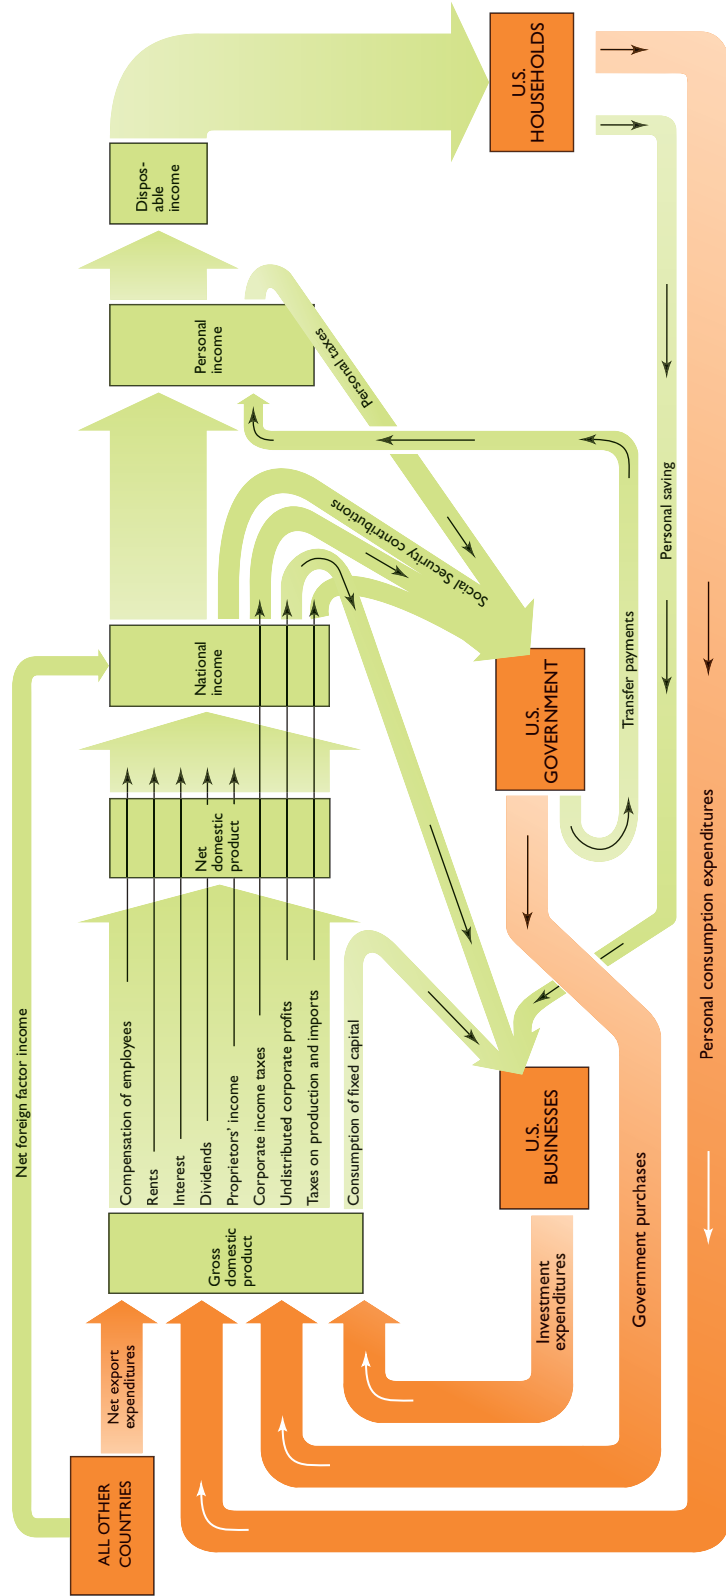 Net foreign factor income
ALL OTHER
COUNTRIES
Net export
expenditures
Gross
domestic
product
Compensation of employees
Rents
Interest
Dividends
Proprietors' income
Corporate income taxes
Undistributed corporate profits
Taxes on production and imports
Consumption of fixed capital
Net
domestic
product
National
income
Personal
income
Dispos-
able
income
Personal taxes
Social Security contributions
U.S.
BUSINESSES
U.S.
GOVERNMENT
U.S.
HOUSEHOLDS
Investment
expenditures
Transfer payments
Government purchases
Personal saving
Personal consumption expenditures